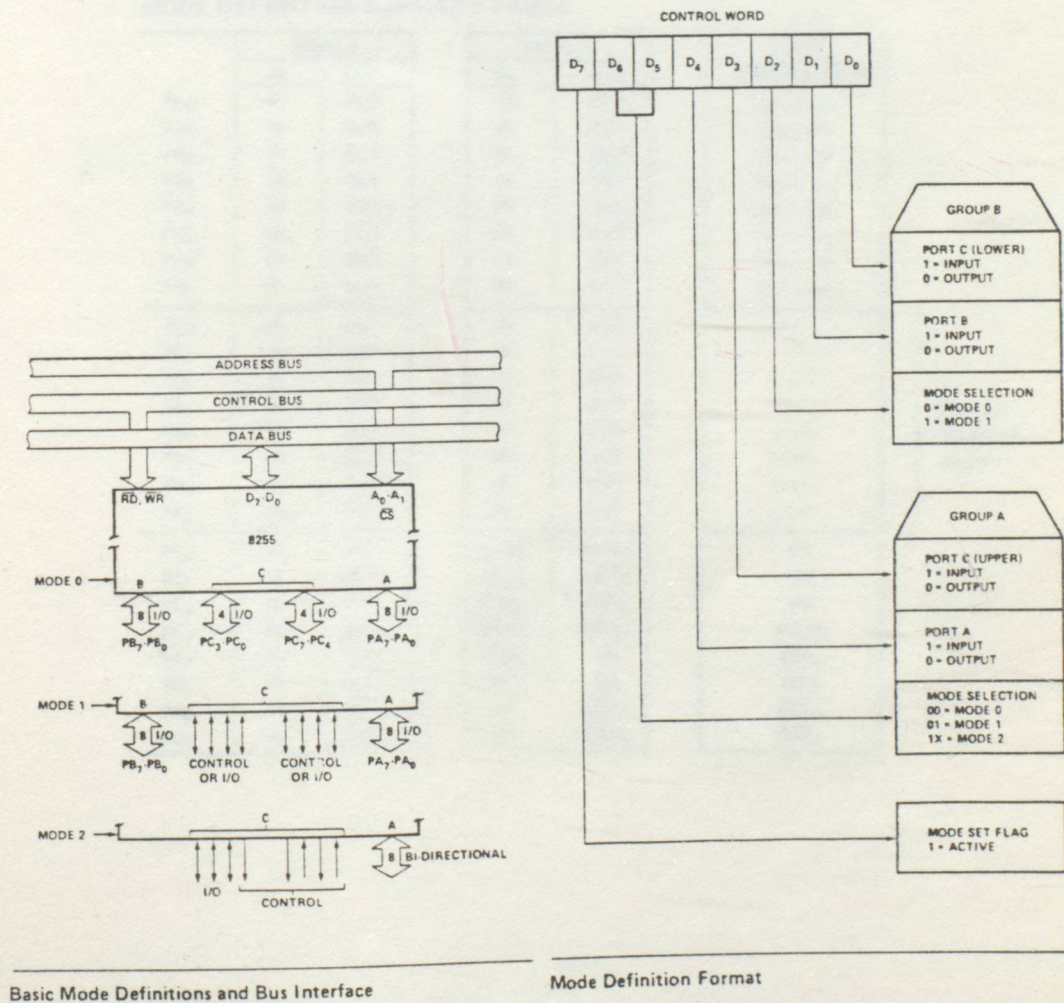 CONTROL WORD
D7 D6 D5 D4 D3 D2 D1 D0
GROUP B
PORT C (LOWER)
1 = INPUT
0 = OUTPUT
PORT B
1 = INPUT
0 = OUTPUT
MODE SELECTION
0 = MODE 0
1 = MODE 1
GROUP A
PORT C (UPPER)
1 = INPUT
0 = OUTPUT
PORT A
1 = INPUT
0 = OUTPUT
MODE SELECTION
00 = MODE 0
01 = MODE 1
1X = MODE 2
MODE SET FLAG
1 = ACTIVE
ADDRESS BUS
CONTROL BUS
DATA BUS
RD, WR D7-D0 A0-A1
CS
8255
MODE 0 B C A
8 I/O 4 I/O 4 I/O 8 I/O
PB7-PB0 PC3-PC0 PC7-PC4 PA7-PA0
MODE 1 B C A
8 I/O 8 I/O
PB7-PB0 CONTROL OR I/O CONTROL OR I/O PA7-PA0
MODE 2 C A
8 BI-DIRECTIONAL
I/O
CONTROL
Basic Mode Definitions and Bus Interface
Mode Definition Format